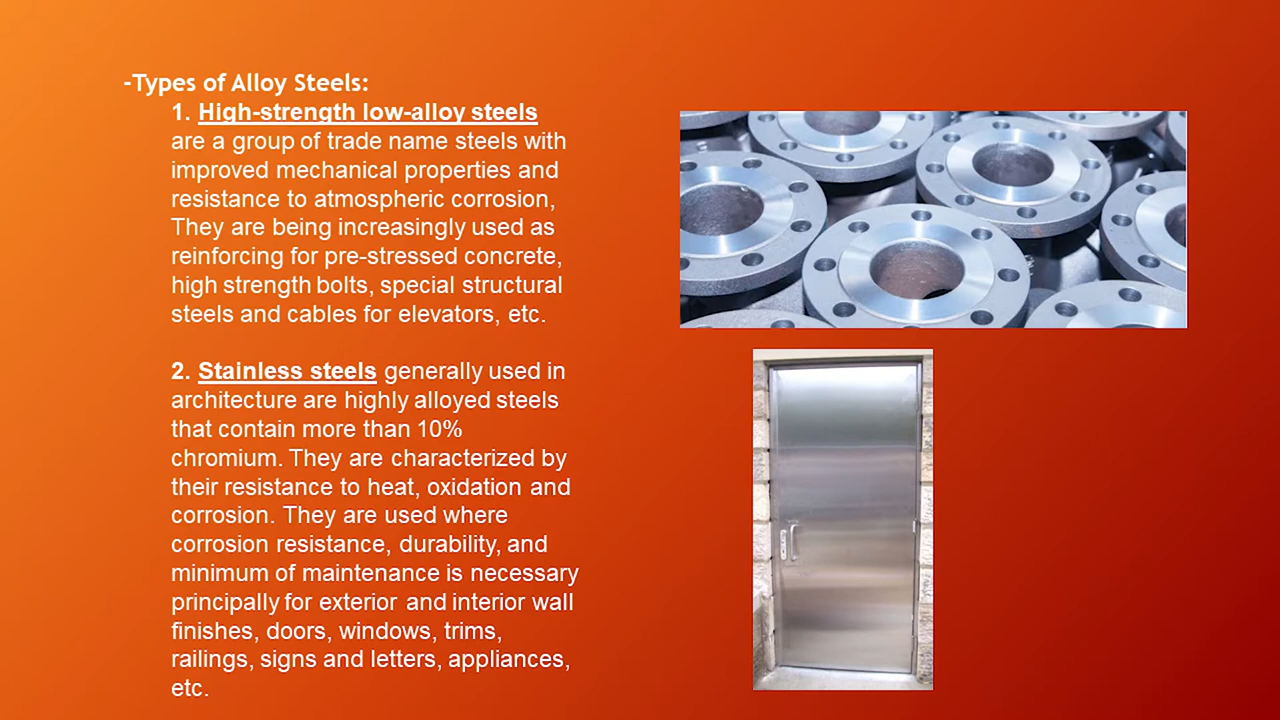 -Types of Alloy Steels:
1. High-strength low-alloy steels
are a group of trade name steels with
improved mechanical properties and
resistance to atmospheric corrosion,
They are being increasingly used as
reinforcing for pre-stressed concrete,
high strength bolts, special structural
steels and cables for elevators, etc.
2. Stainless steels generally used in
architecture are highly alloyed steels
that contain more than 10%
chromium. They are characterized by
their resistance to heat, oxidation and
corrosion. They are used where
corrosion resistance, durability, and
minimum of maintenance is necessary
principally for exterior and interior wall
finishes, doors, windows, trims,
railings, signs and letters, appliances,
etc.